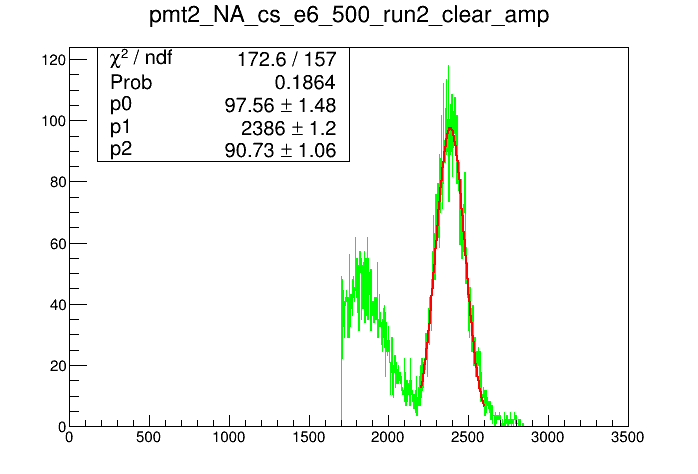 pmt2_NA_cs_e6_500_run2_clear_amp
χ² / ndf 172.6 / 157
Prob 0.1864
p0 97.56 ± 1.48
p1 2386 ± 1.2
p2 90.73 ± 1.06
120
100
80
60
40
20
0
0 500 1000 1500 2000 2500 3000 3500